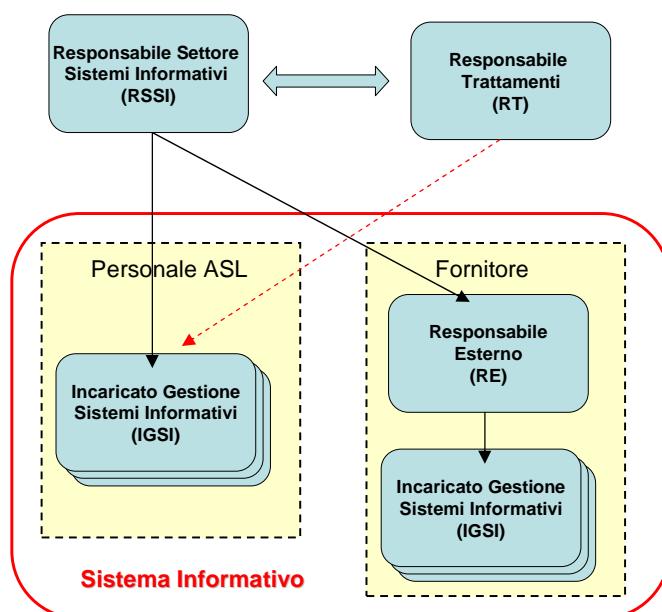 Responsabile Settore
Sistemi Informativi
(RSSI)
Responsabile
Trattamenti
(RT)
Personale ASL
Fornitore
Responsabile
Esterno
(RE)
Incaricato Gestione
Sistemi Informativi
(IGSI)
Incaricato Gestione
Sistemi Informativi
(IGSI)
Sistema Informativo